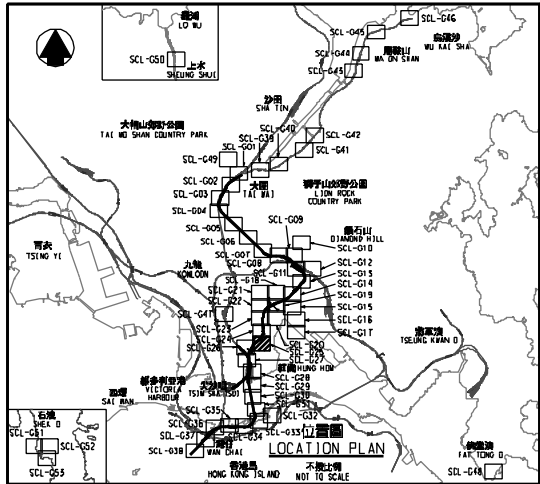 羅湖
LO WU
SCL-G50
上水
SHEUNG SHUI
SCL-G46
SCL-G45
烏溪沙
WU KAI SHA
SCL-G44
馬鞍山
MA ON SHAN
SCL-G43
沙田
SHA TIN
大帽山郊野公園
TAI MO SHAN COUNTRY PARK
SCL-G40
SCL-G39
SCL-G42
SCL-G01
SCL-G41
SCL-G49
SCL-G02
大圍
TAI WAI
獅子山郊野公園
LION ROCK
COUNTRY PARK
SCL-G03
SCL-G04
SCL-G09
SCL-G05
鑽石山
DIAMOND HILL
SCL-G06
SCL-G10
青衣
TSING YI
SCL-G07
SCL-G08
SCL-G11
SCL-G12
九龍
KOWLOON
SCL-G13
SCL-G18
SCL-G14
SCL-G21
SCL-G19
SCL-G22
SCL-G15
SCL-G47
SCL-G16
SCL-G23
SCL-G17
將軍澳
TSEUNG KWAN O
SCL-G24
SCL-G20
SCL-G26
SCL-G25
SCL-G27
紅磡
HUNG HOM
維多利亞港
VICTORIA
HARBOUR
尖沙咀
TSIM SHA TSUI
SCL-G28
SCL-G29
SCL-G30
西環
SAI WAN
SCL-G35
SCL-G32
石澳
SHEK O
SCL-G51
SCL-G52
SCL-G53
SCL-G36
SCL-G37
SCL-G34
SCL-G33
SCL-G38
灣仔
WAN CHAI
位置圖
LOCATION PLAN
香港島
HONG KONG ISLAND
不按比例
NOT TO SCALE
佛堂澳
FAT TONG O
SCL-G48